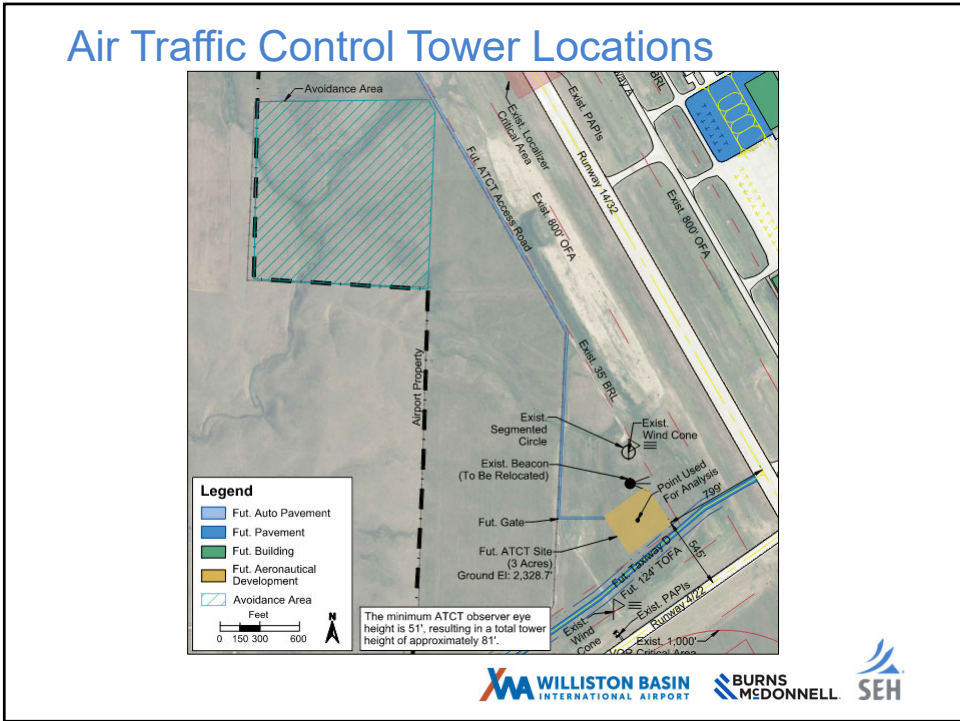 Air Traffic Control Tower Locations
Avoidance Area
Exist. Localizer
Critical Area
Exist. PAPIs
BRL
Runway 14/32
Fut. ATCT Access Road
Exist. 800' OFA
Exist. 800' OFA
Exist. 35' BRL
Airport Property
Exist.
Segmented
Circle
Exist.
Wind Cone
Exist. Beacon
(To Be Relocated)
Point Used
For Analysis
799'
Fut. Gate
Fut. ATCT Site
(3 Acres)
Ground El: 2,328.7'
545'
Fut. Taxiway D
Fut. 124' TOFA
Exist. PAPIs
Runway 4/22
Exist.
Wind
Cone
Exist. 1,000'
VOR Critical Area
Legend
Fut. Auto Pavement
Fut. Pavement
Fut. Building
Fut. Aeronautical
Development
Avoidance Area
Feet
0 150 300 600
N
The minimum ATCT observer eye
height is 51', resulting in a total tower
height of approximately 81'.
XWA WILLISTON BASIN
INTERNATIONAL AIRPORT
BURNS
McDONNELL.
SEH